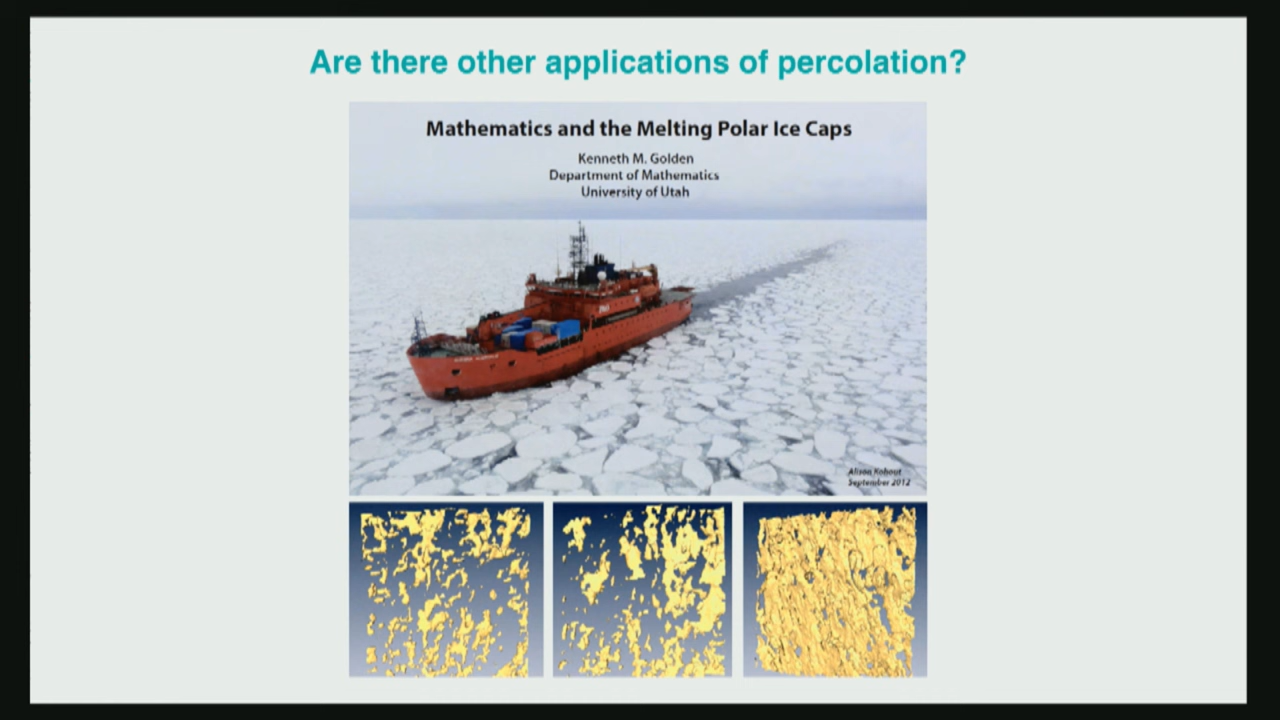 Are there other applications of percolation?
Mathematics and the Melting Polar Ice Caps
Kenneth M. Golden
Department of Mathematics
University of Utah
Alison Kohout
September 2012